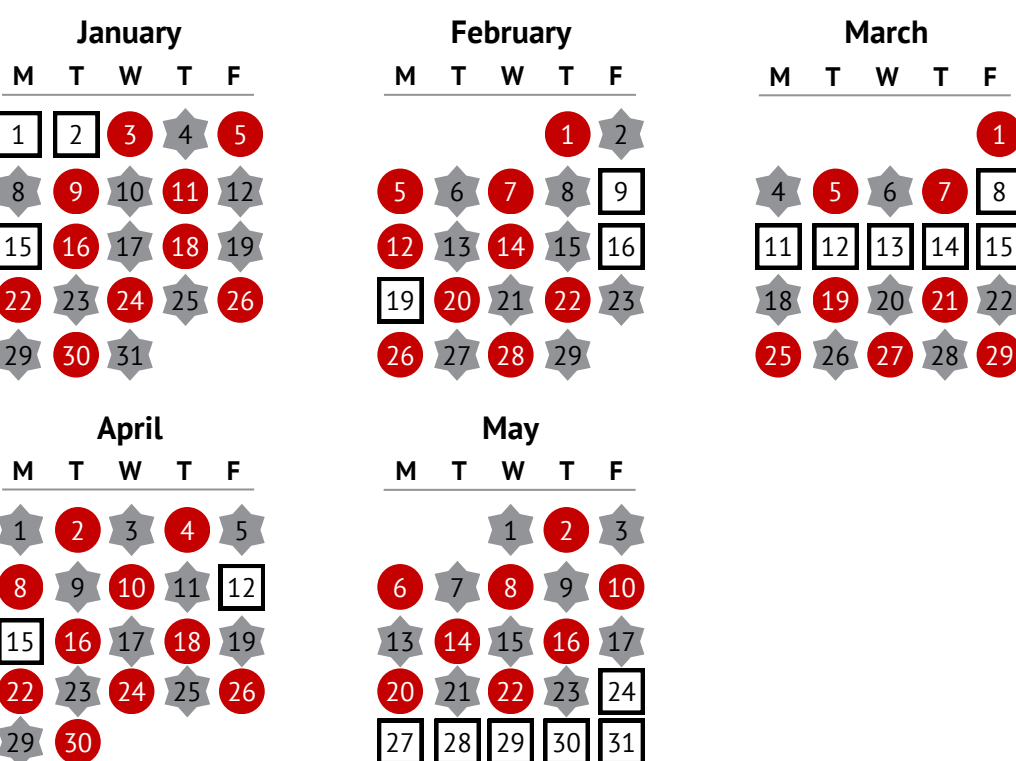 January February March
M T W T F M T W T F M T W T F
1 2 3 4 5 1 2 1
8 9 10 11 12 5 6 7 8 9 4 5 6 7 8
15 16 17 18 19 12 13 14 15 16 11 12 13 14 15
22 23 24 25 26 19 20 21 22 23 18 19 20 21 22
29 30 31 26 27 28 29 25 26 27 28 29
April May
M T W T F M T W T F
1 2 3 4 5 1 2 3
8 9 10 11 12 6 7 8 9 10
15 16 17 18 19 13 14 15 16 17
22 23 24 25 26 20 21 22 23 24
29 30 27 28 29 30 31